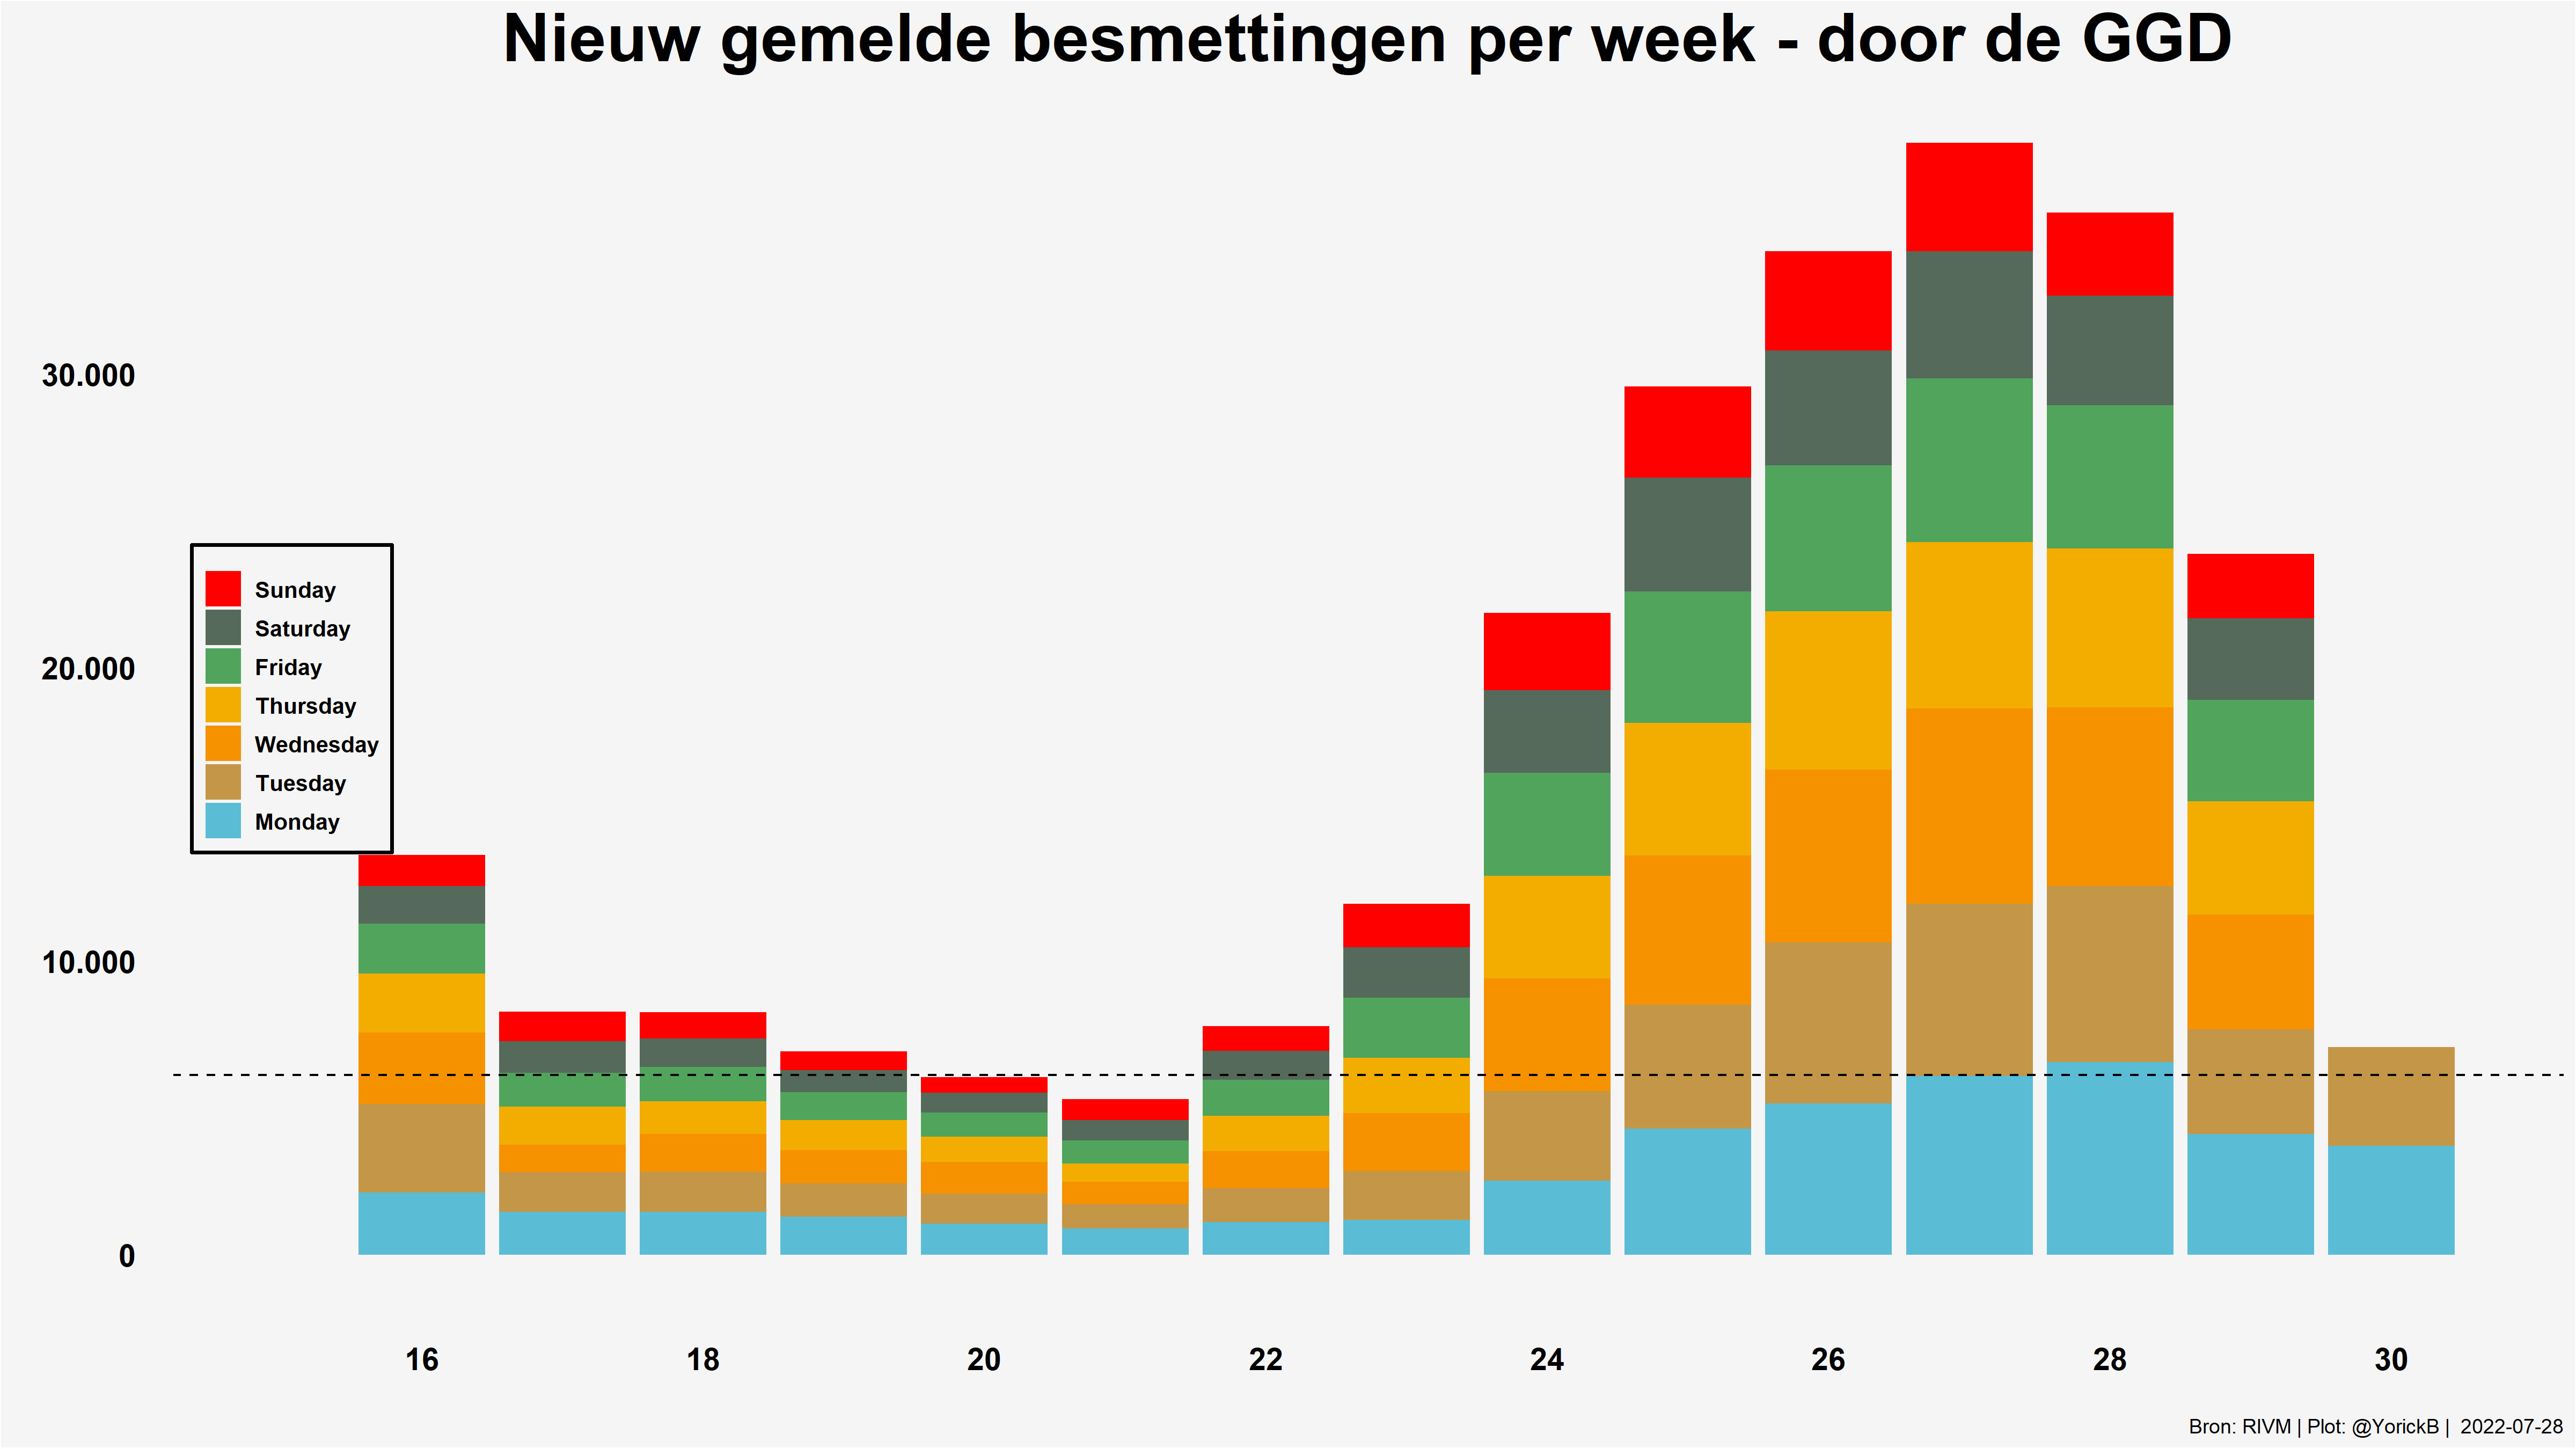 Nieuw gemelde besmettingen per week - door de GGD
30.000
20.000
10.000
0
Sunday
Saturday
Friday
Thursday
Wednesday
Tuesday
Monday
16 18 20 22 24 26 28 30
Bron: RIVM | Plot: @YorickB | 2022-07-28